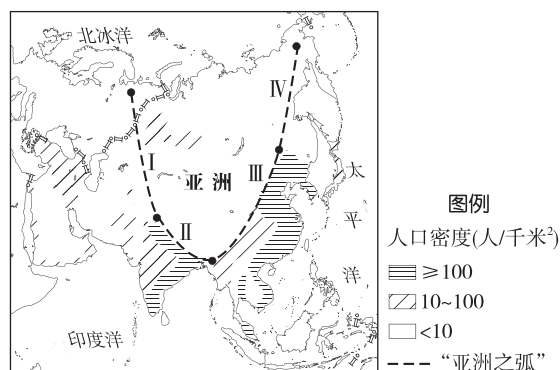 北冰洋
Ⅳ
Ⅰ
亚洲
Ⅲ
Ⅱ
太平洋
印度洋
图例
人口密度(人/千米²)
≥100
10~100
<10
“亚洲之弧”